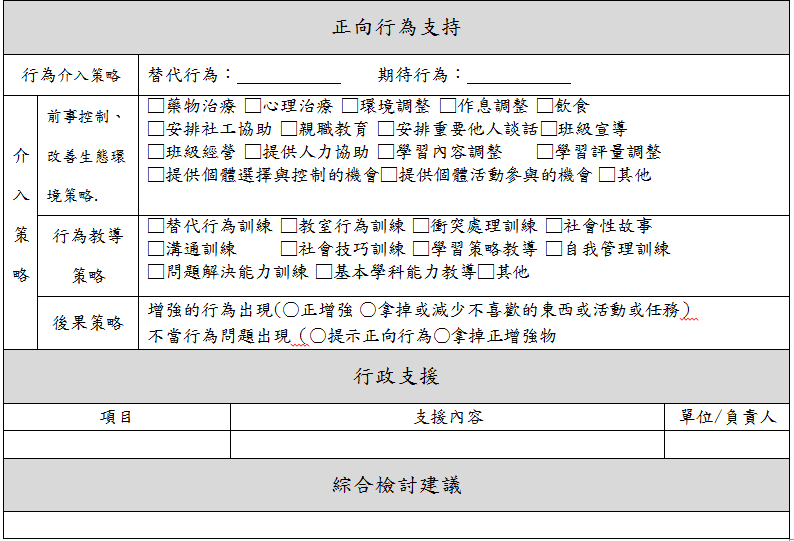 正向行為支持
行為介入策略
替代行為：__________ 期待行為：__________
介入策略
前事控制、
改善生態環
境策略.
□藥物治療 □心理治療 □環境調整 □作息調整 □飲食
□安排社工協助 □親職教育 □安排重要他人談話□班級宣導
□班級經營 □提供人力協助 □學習內容調整 □學習評量調整
□提供個體選擇與控制的機會□提供個體活動參與的機會 □其他
行為教導
策略
□替代行為訓練 □教室行為訓練 □衝突處理訓練 □社會性故事
□溝通訓練 □社會技巧訓練 □學習策略教導 □自我管理訓練
□問題解決能力訓練 □基本學科能力教導□其他
後果策略
增強的行為出現(○正增強 ○拿掉或減少不喜歡的東西或活動或任務）
不當行為問題出現（○提示正向行為○拿掉正增強物
行政支援
項目 支援內容 單位/負責人
綜合檢討建議